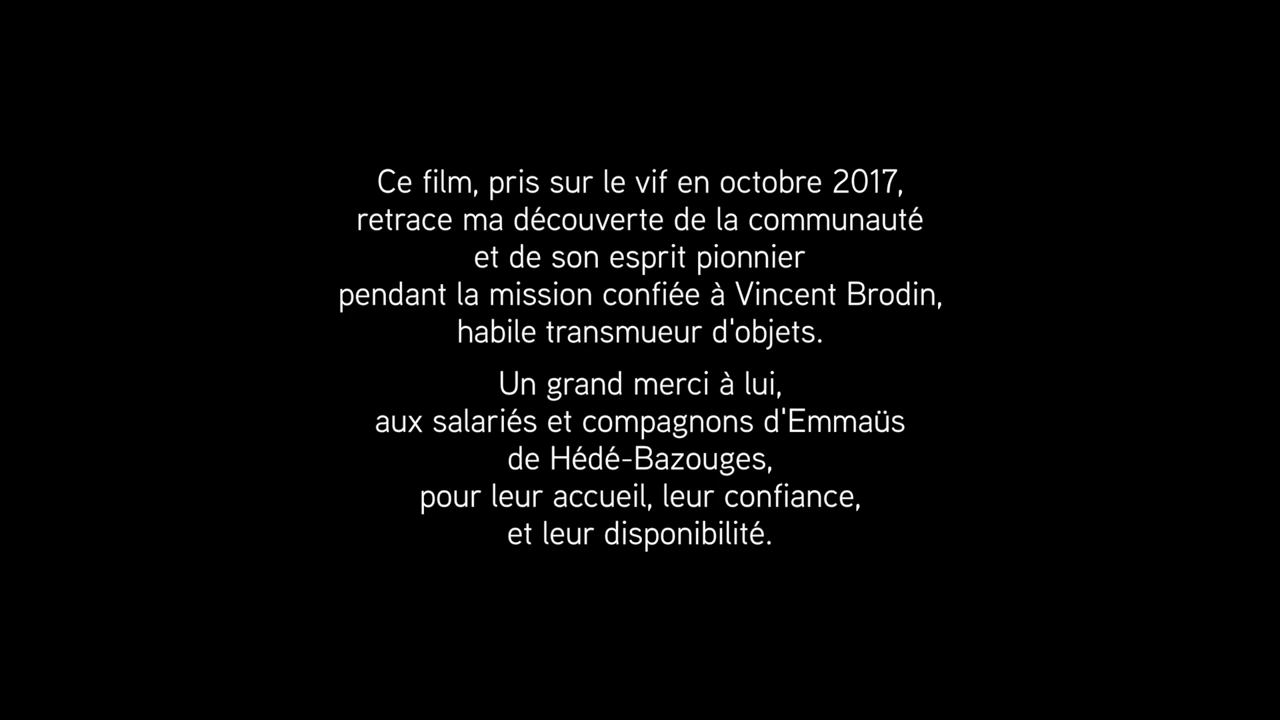 Ce film, pris sur le vif en octobre 2017,
retrace ma découverte de la communauté
et de son esprit pionnier
pendant la mission confiée à Vincent Brodin,
habile transmueur d'objets.
Un grand merci à lui,
aux salariés et compagnons d'Emmaüs
de Hédé-Bazouges,
pour leur accueil, leur confiance,
et leur disponibilité.